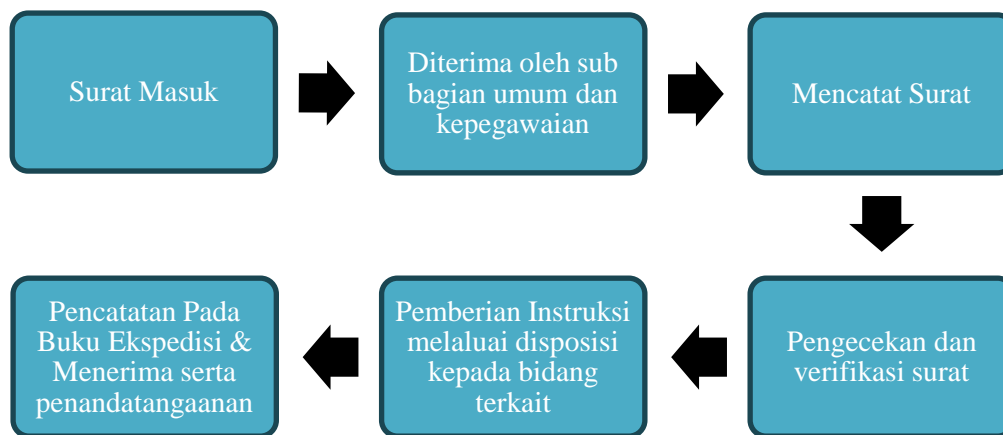 Surat Masuk
Diterima oleh sub
bagian umum dan
kepegawaian
Mencatat Surat
Pengecekan dan
verifikasi surat
Pemberian Instruksi
melaluai disposisi
kepada bidang
terkait
Pencatatan Pada
Buku Ekspedisi &
Menerima serta
penandatangaanan